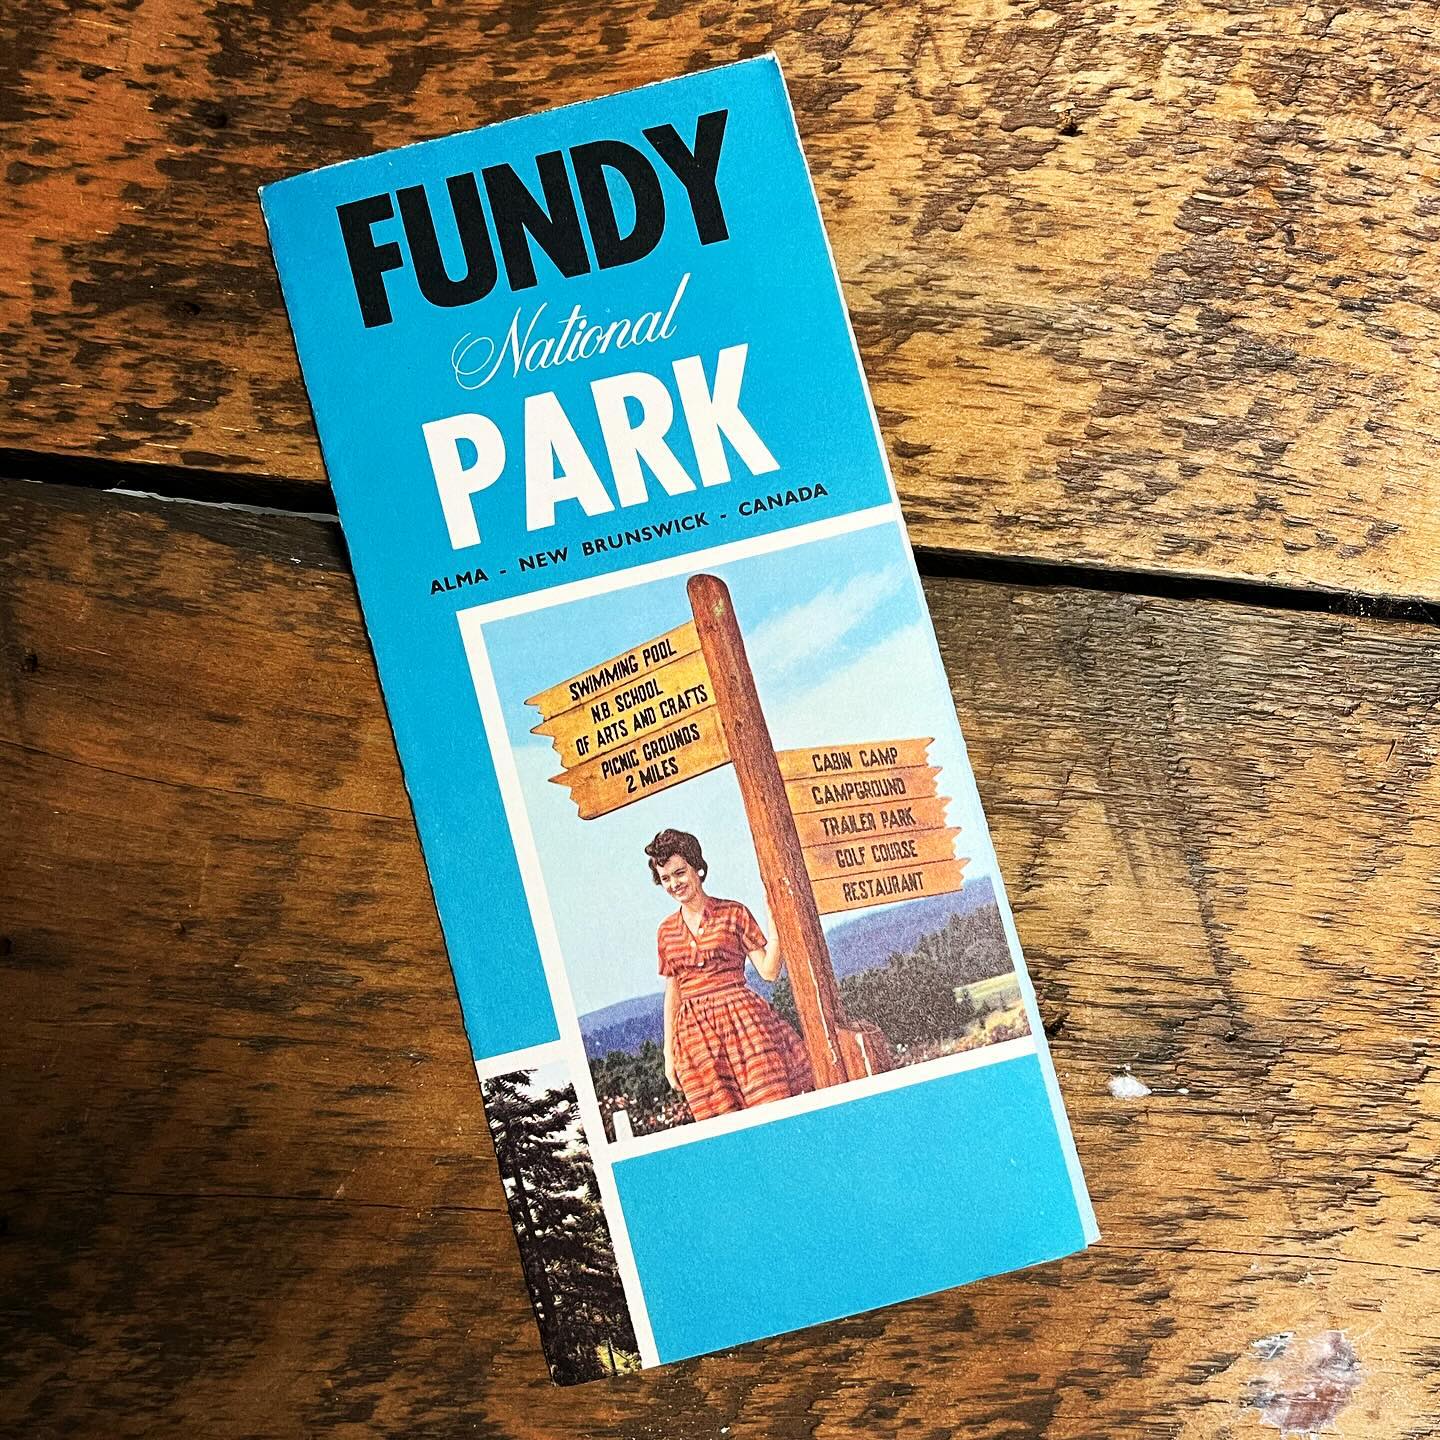 FUNDY
National
PARK
ALMA - NEW BRUNSWICK - CANADA
SWIMMING POOL
N.B. SCHOOL
OF ARTS AND CRAFTS
PICNIC GROUNDS
2 MILES
CABIN CAMP
CAMPGROUND
TRAILER PARK
GOLF COURSE
RESTAURANT